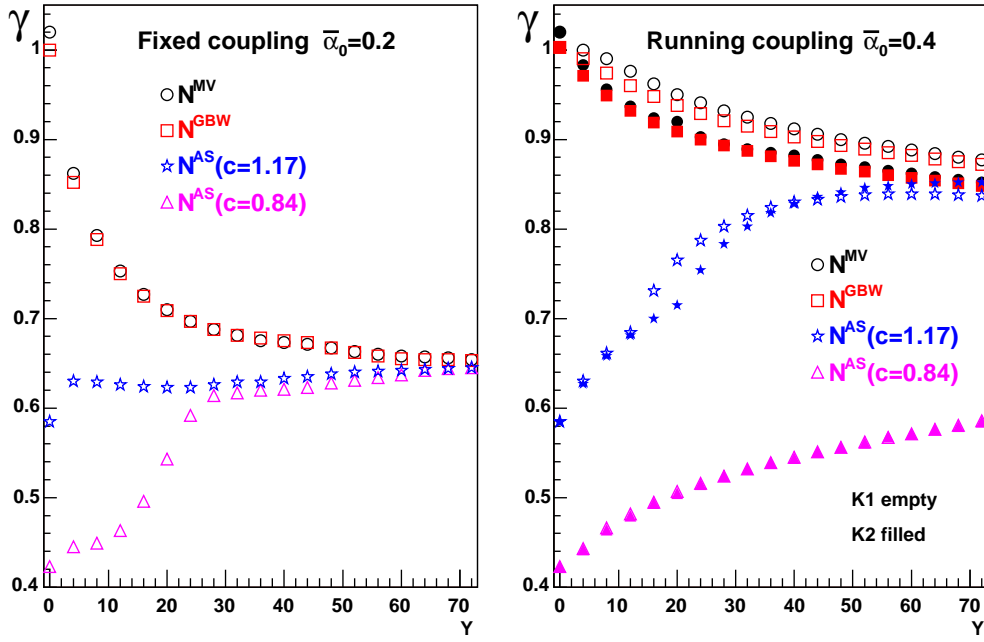 γ
Fixed coupling ᾱ₀=0.2
N^MV
N^GBW
N^AS(c=1.17)
N^AS(c=0.84)
1
0.9
0.8
0.7
0.6
0.5
0.4
0 10 20 30 40 50 60 70
Y
γ
Running coupling ᾱ₀=0.4
N^MV
N^GBW
N^AS(c=1.17)
N^AS(c=0.84)
K1 empty
K2 filled
1
0.9
0.8
0.7
0.6
0.5
0.4
0 10 20 30 40 50 60 70
Y